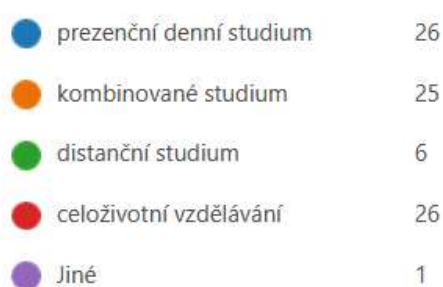 prezenční denní studium 26
kombinované studium 25
distanční studium 6
celoživotní vzdělávání 26
Jiné 1